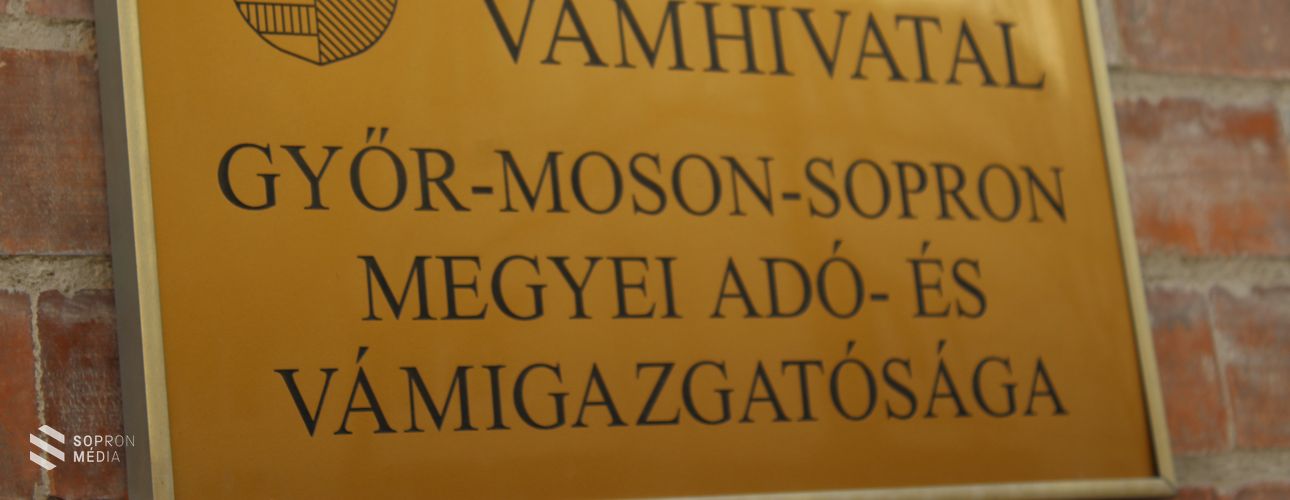 VÁMHIVATAL
GYŐR-MOSON-SOPRON
MEGYEI ADÓ- ÉS
VÁMIGAZGATÓSÁGA
SOPRON
MÉDIA